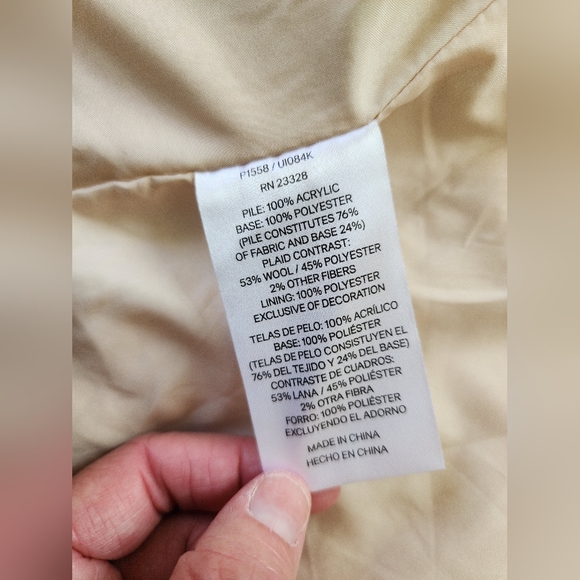 P1558 / U1084K
RN 23328
PILE: 100% ACRYLIC
BASE: 100% POLYESTER
(PILE CONSTITUTES 76%
OF FABRIC AND BASE 24%)
PLAID CONTRAST:
53% WOOL / 45% POLYESTER
2% OTHER FIBERS
LINING: 100% POLYESTER
EXCLUSIVE OF DECORATION
TELAS DE PELO: 100% ACRÍLICO
BASE: 100% POLIÉSTER
(TELAS DE PELO CONSISTUYEN EL
76% DEL TEJIDO Y 24% DEL BASE)
CONTRASTE DE CUADROS:
53% LANA / 45% POLIÉSTER
2% OTRA FIBRA
FORRO: 100% POLIÉSTER
EXCLUYENDO EL ADORNO
MADE IN CHINA
HECHO EN CHINA